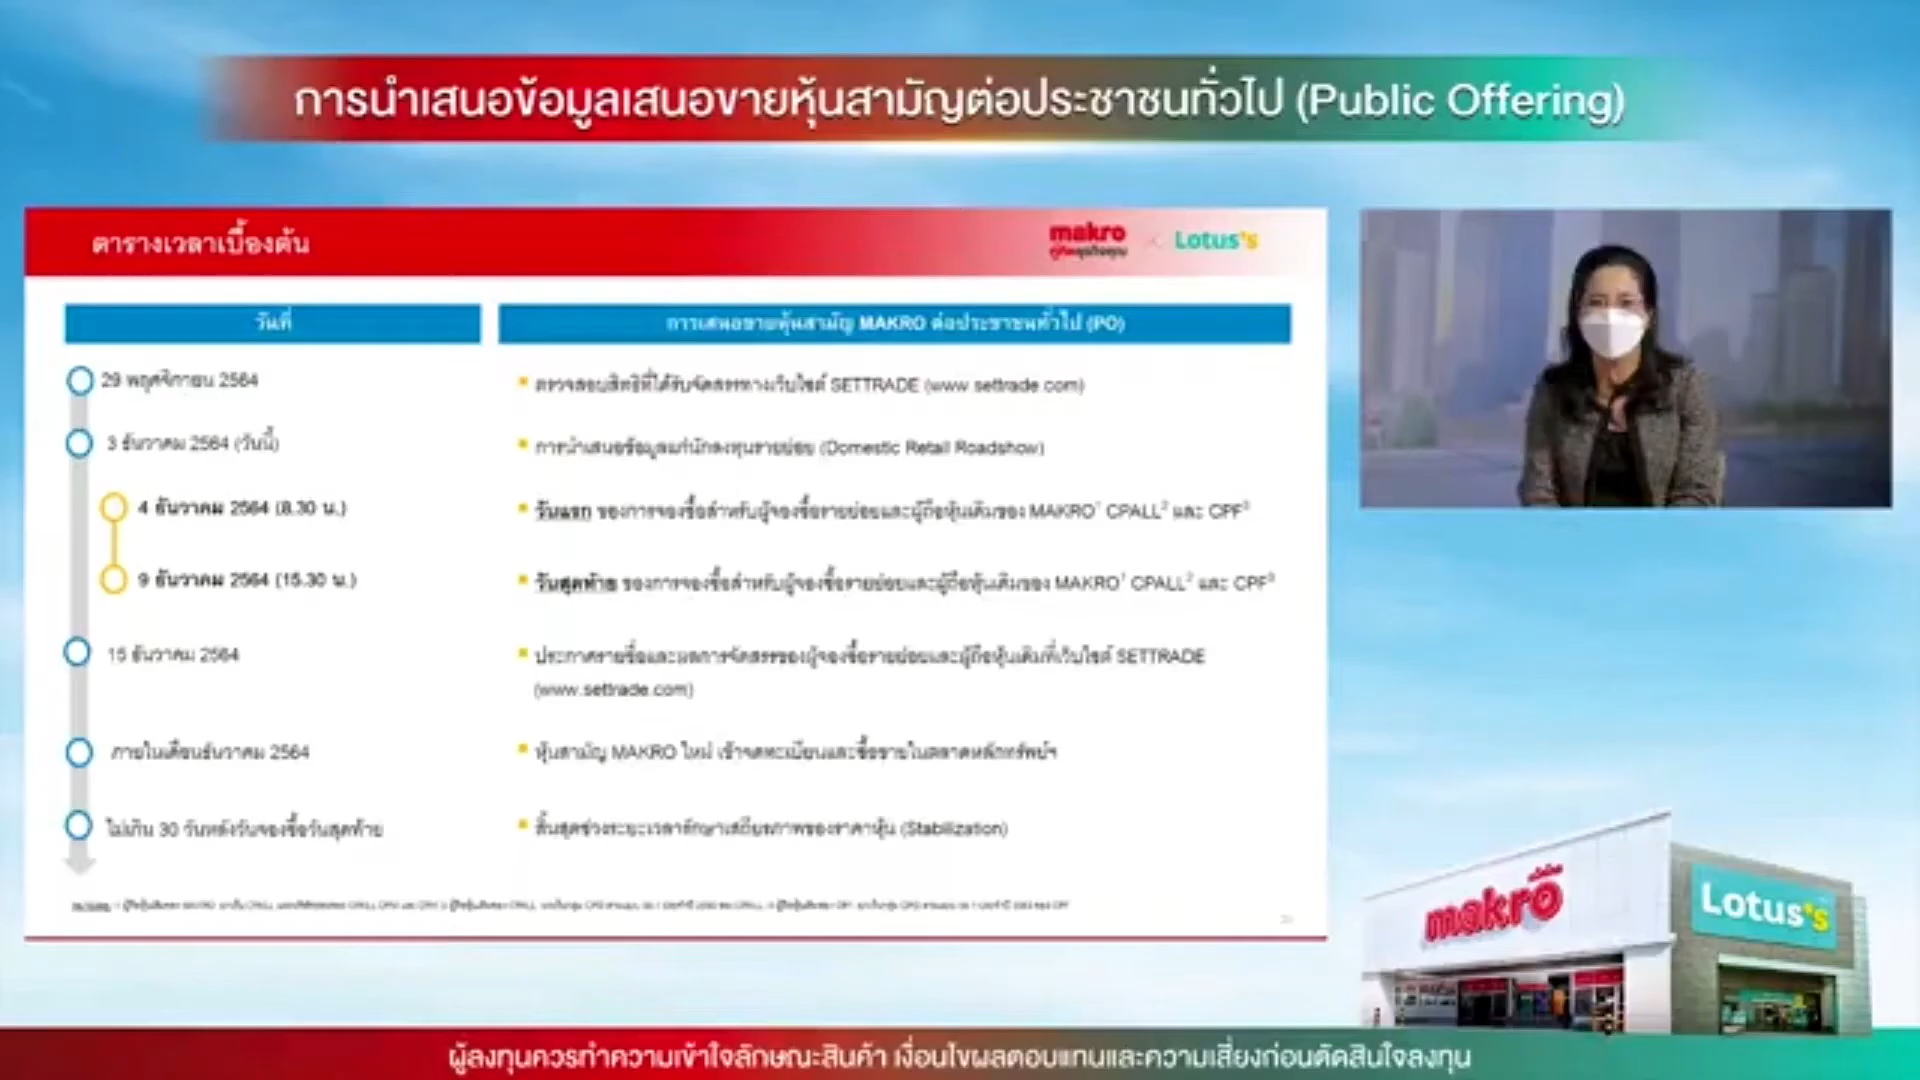 การนำเสนอข้อมูลเสนอขายหุ้นสามัญต่อประชาชนทั่วไป (Public Offering)
ตารางเวลาเบื้องต้น
makro
คู่คิดธุรกิจคุณ
Lotus's
วันที่
การเสนอขายหุ้นสามัญ MAKRO ต่อประชาชนทั่วไป (PO)
29 พฤศจิกายน 2564
ตรวจสอบสิทธิที่ได้รับจัดสรรทางเว็บไซต์ SETTRADE (www.settrade.com)
3 ธันวาคม 2564 (วันนี้)
การนำเสนอข้อมูลแก่นักลงทุนรายย่อย (Domestic Retail Roadshow)
4 ธันวาคม 2564 (8.30 น.)
วันแรก ของการจองซื้อสำหรับผู้จองซื้อรายย่อยและผู้ถือหุ้นเดิมของ MAKRO¹ CPALL² และ CPF³
9 ธันวาคม 2564 (15.30 น.)
วันสุดท้าย ของการจองซื้อสำหรับผู้จองซื้อรายย่อยและผู้ถือหุ้นเดิมของ MAKRO¹ CPALL² และ CPF³
15 ธันวาคม 2564
ประกาศรายชื่อและผลการจัดสรรของผู้จองซื้อรายย่อยและผู้ถือหุ้นเดิมที่เว็บไซต์ SETTRADE
(www.settrade.com)
ภายในเดือนธันวาคม 2564
หุ้นสามัญ MAKRO ใหม่ เข้าจดทะเบียนและซื้อขายในตลาดหลักทรัพย์ฯ
ไม่เกิน 30 วันหลังวันจองซื้อวันสุดท้าย
สิ้นสุดช่วงระยะเวลารักษาเสถียรภาพของราคาหุ้น (Stabilization)
makro
Lotus's
ผู้ลงทุนควรทำความเข้าใจลักษณะสินค้า เงื่อนไขผลตอบแทนและความเสี่ยงก่อนตัดสินใจลงทุน